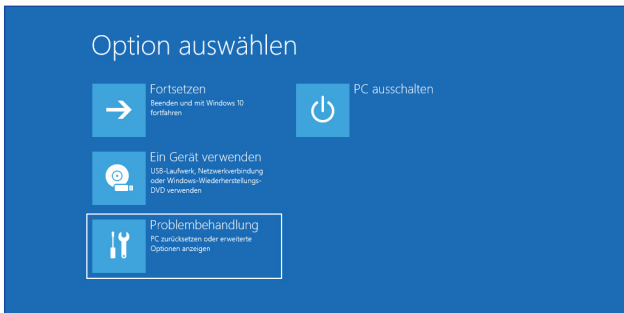 Option auswählen
Fortsetzen
Beenden und mit Windows 10
fortfahren
PC ausschalten
Ein Gerät verwenden
USB-Laufwerk, Netzwerkverbindung
oder Windows-Wiederherstellungs-
DVD verwenden
Problembehandlung
PC zurücksetzen oder erweiterte
Optionen anzeigen